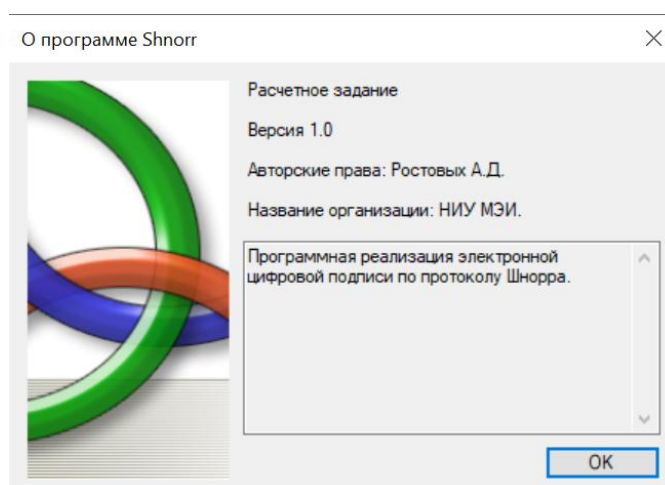 О программе Shnorr
Расчетное задание
Версия 1.0
Авторские права: Ростовых А.Д.
Название организации: НИУ МЭИ.
Программная реализация электронной
цифровой подписи по протоколу Шнорра.
OK